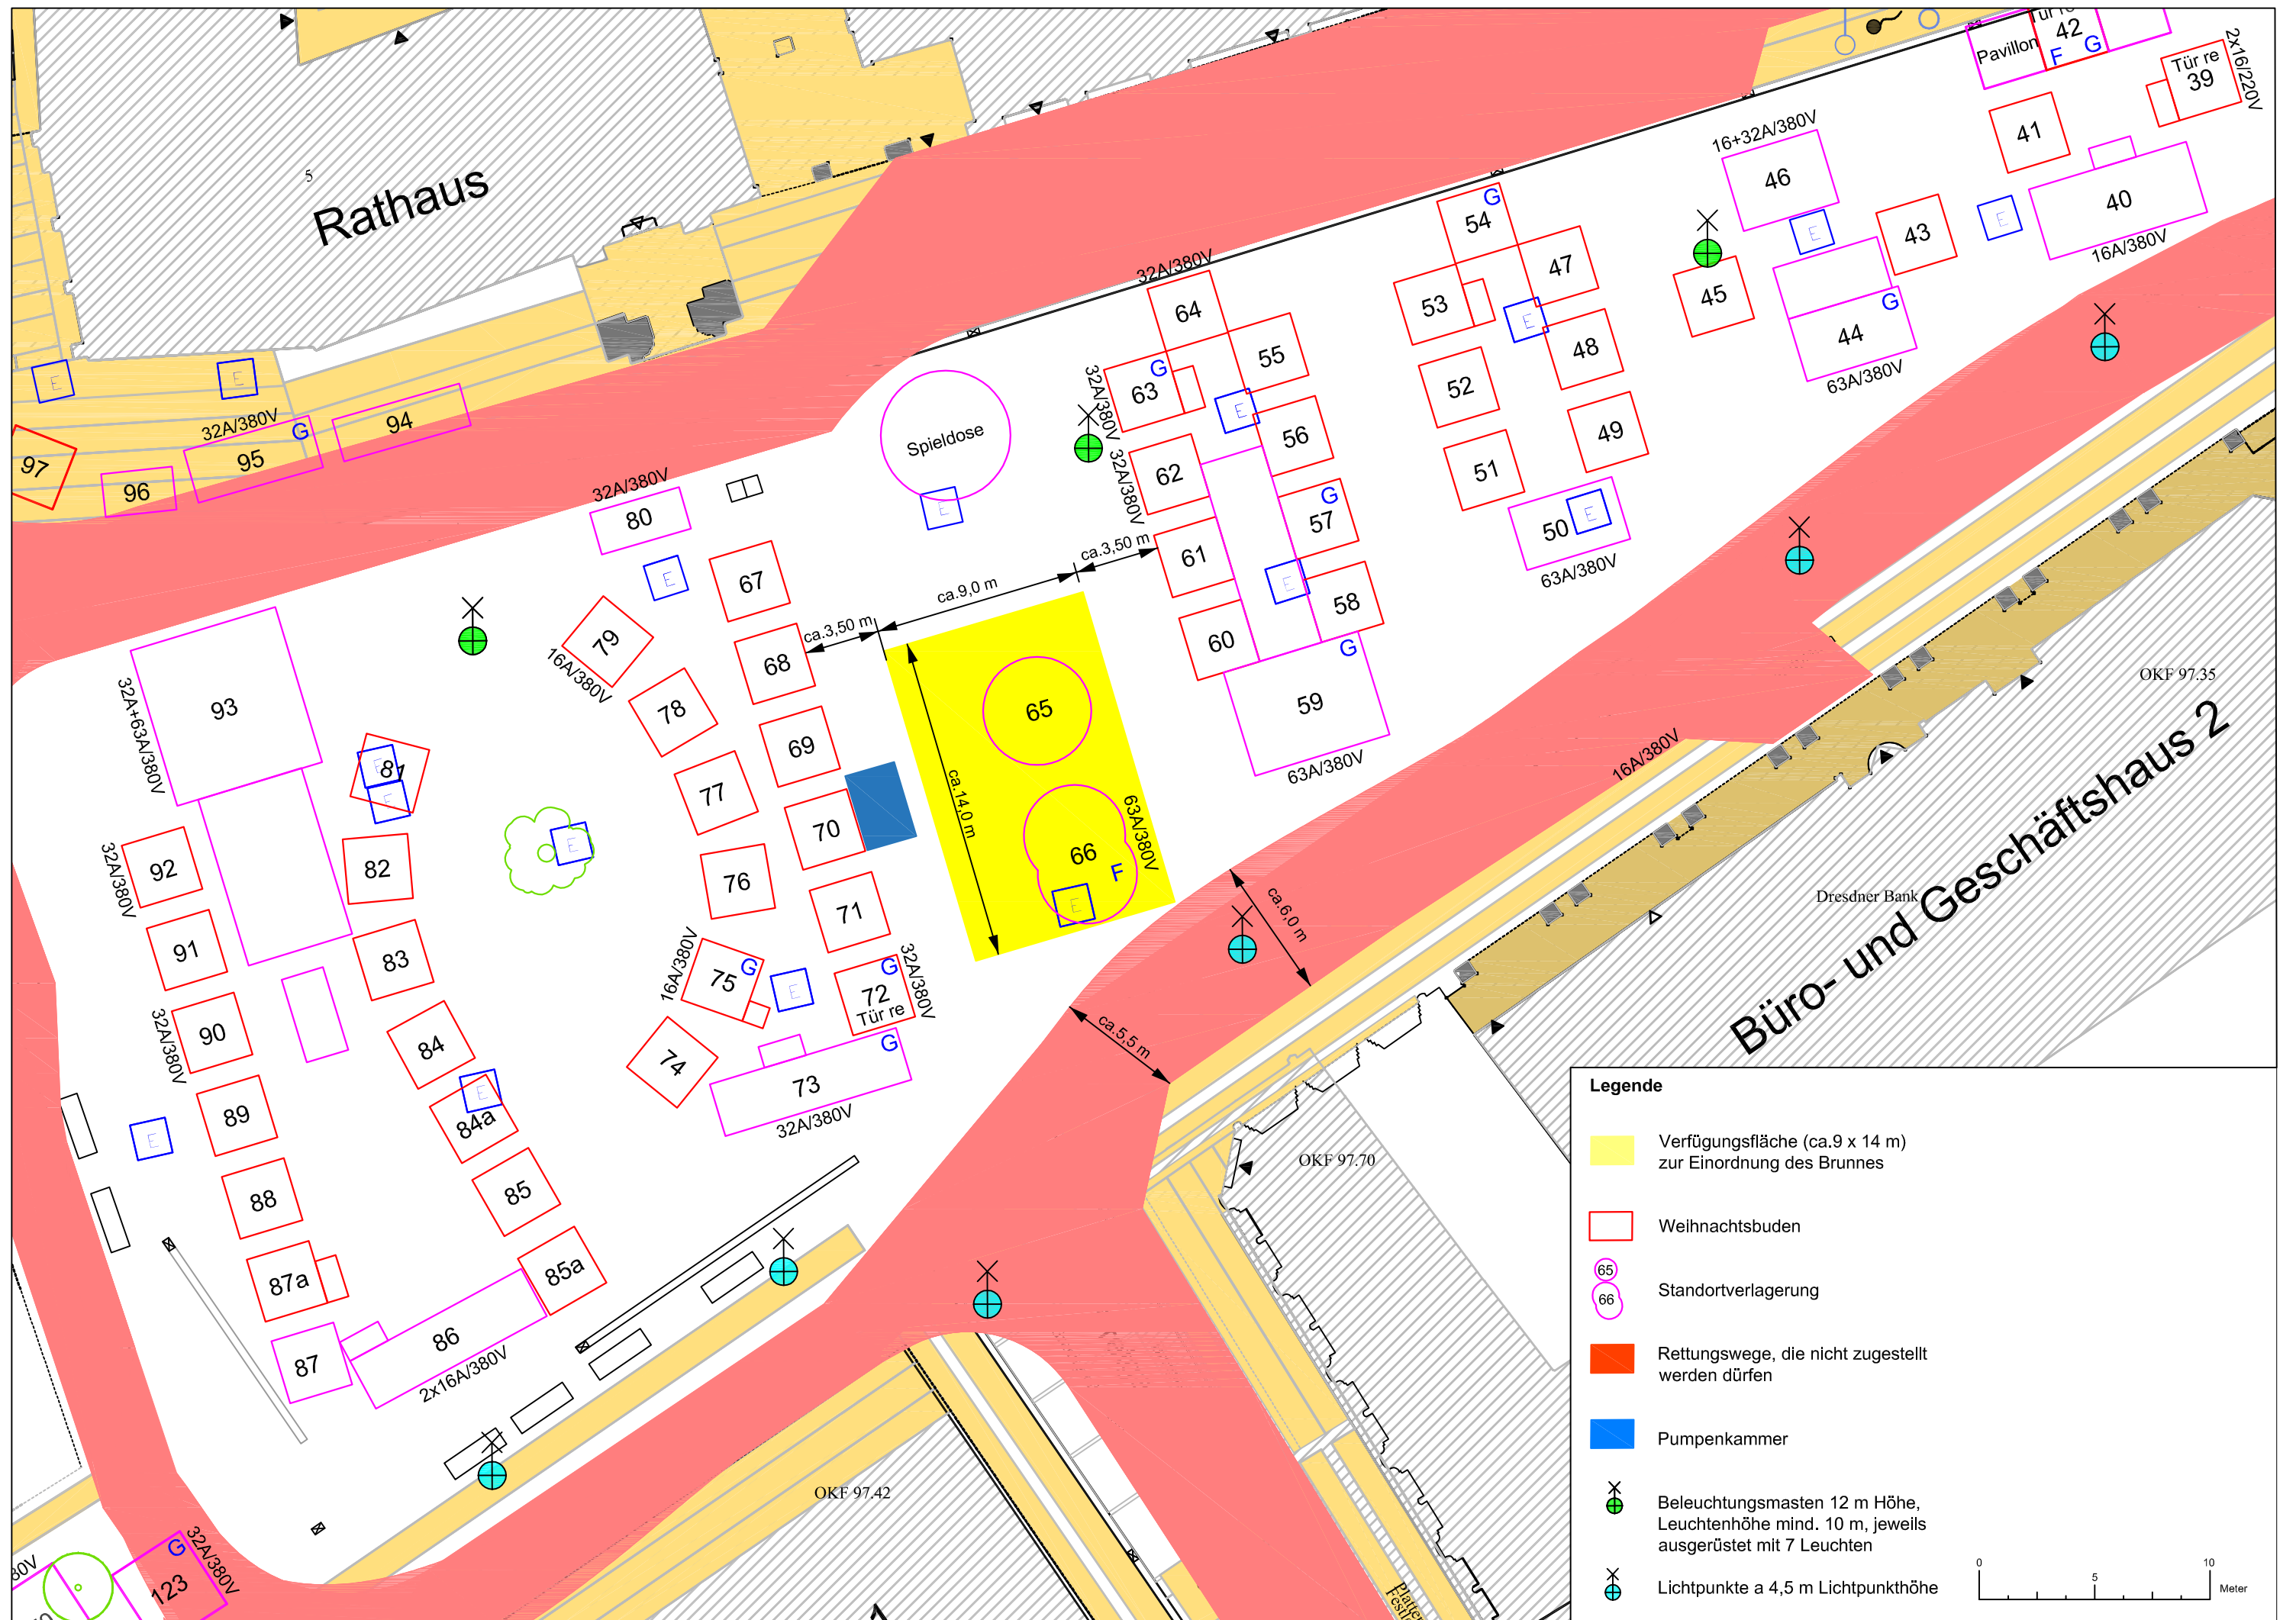 Rathaus
5
Pavillon
42
F
G
Tür re
39
2x16/220V
41
40
16A/380V
16+32A/380V
46
E
43
E
45
G
44
63A/380V
G
54
47
53
E
48
52
49
51
50
E
63A/380V
32A/380V
64
55
32A/380V
G
63
E
56
32A/380V
62
G
57
61
E
58
60
G
59
63A/380V
Spieldose
E
E
E
32A/380V
G
95
94
96
97
32A/380V
80
E
67
79
16A/380V
68
78
69
77
70
76
71
16A/380V
G
75
E
G
72
Tür re
32A/380V
74
G
73
32A/380V
ca.3,50 m
ca.9,0 m
ca.3,50 m
ca.14,0 m
65
66
F
E
63A/380V
ca.6,0 m
ca.5,5 m
93
32A+63A/380V
E
81
E
82
E
92
32A/380V
91
83
90
32A/380V
84
E
84a
89
E
88
85
87a
85a
87
86
2x16A/380V
G
123
32A/380V
16A/380V
OKF 97.35
Büro- und Geschäftshaus 2
Dresdner Bank
OKF 97.70
OKF 97.42
Legende
Verfügungsfläche (ca.9 x 14 m)
zur Einordnung des Brunnes
Weihnachtsbuden
65
66
Standortverlagerung
Rettungswege, die nicht zugestellt
werden dürfen
Pumpenkammer
Beleuchtungsmasten 12 m Höhe,
Leuchtenhöhe mind. 10 m, jeweils
ausgerüstet mit 7 Leuchten
Lichtpunkte a 4,5 m Lichtpunkthöhe
0
5
10
Meter